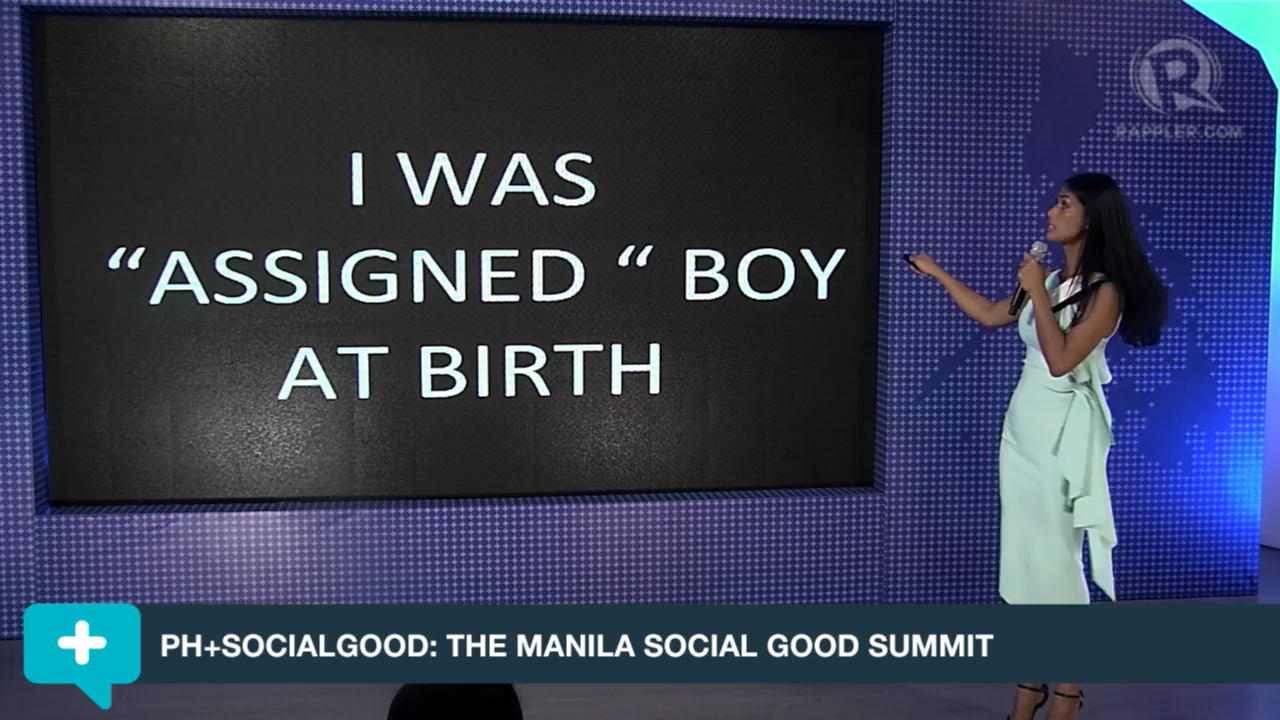 I WAS
“ASSIGNED “ BOY
AT BIRTH
R
RAPPLER.COM
PH+SOCIALGOOD: THE MANILA SOCIAL GOOD SUMMIT